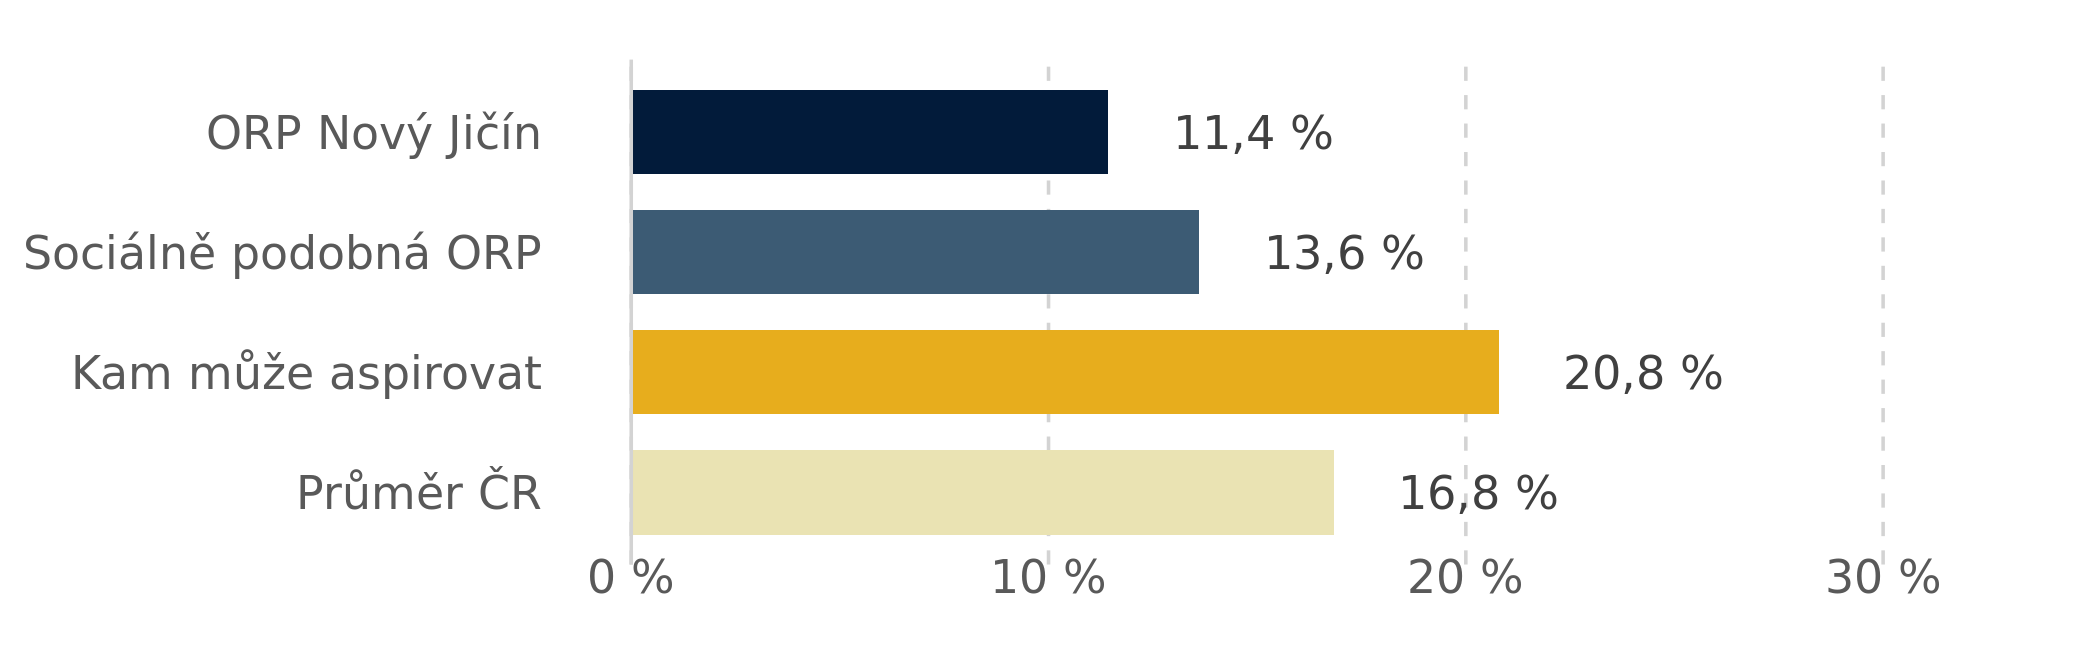 ORP Nový Jičín 11,4 %
Sociálně podobná ORP 13,6 %
Kam může aspirovat 20,8 %
Průměr ČR 16,8 %
0 % 10 % 20 % 30 %